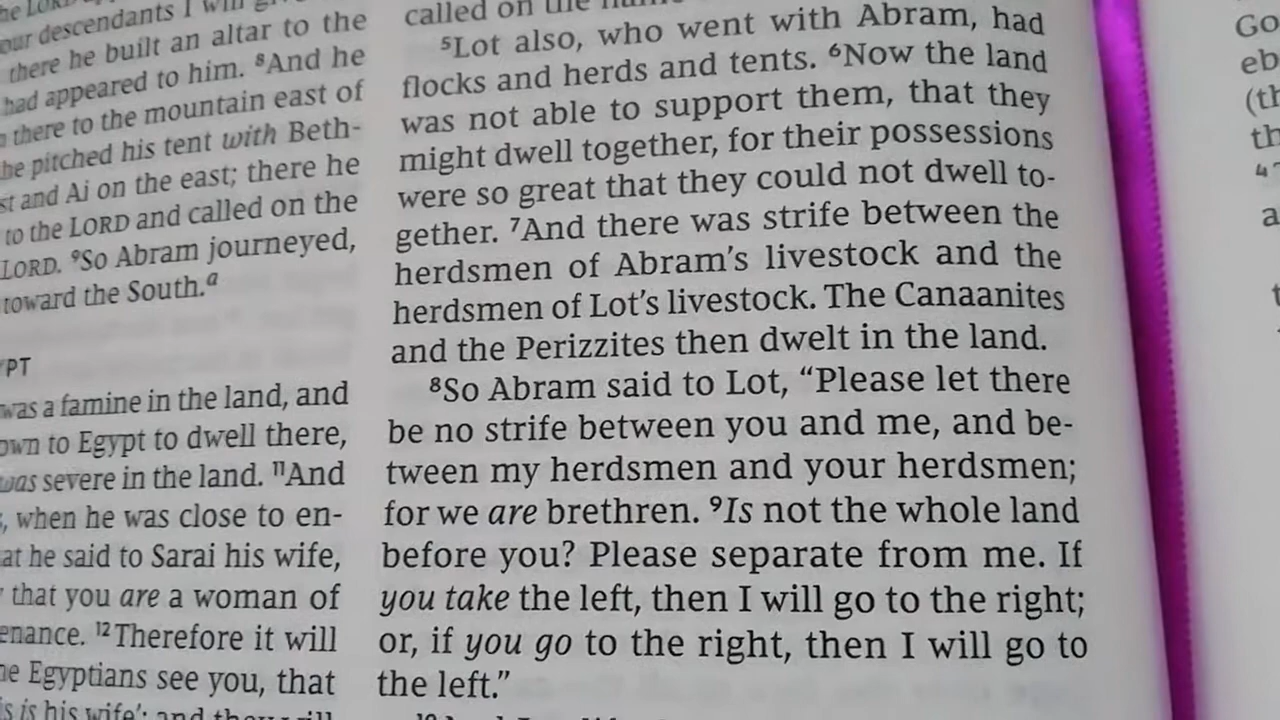 our descendants I will
there he built an altar to the
had appeared to him. ⁸And he
there to the mountain east of
he pitched his tent with Beth-
and Ai on the east; there he
to the LORD and called on the
LORD. ⁹So Abram journeyed,
toward the South.ᵃ
was a famine in the land, and
to Egypt to dwell there,
was severe in the land. ¹¹And
, when he was close to en-
at he said to Sarai his wife,
that you are a woman of
¹²Therefore it will
Egyptians see you, that
is his wife'; and they will
called on the
⁵Lot also, who went with Abram, had
flocks and herds and tents. ⁶Now the land
was not able to support them, that they
might dwell together, for their possessions
were so great that they could not dwell to-
gether. ⁷And there was strife between the
herdsmen of Abram's livestock and the
herdsmen of Lot's livestock. The Canaanites
and the Perizzites then dwelt in the land.
⁸So Abram said to Lot, “Please let there
be no strife between you and me, and be-
tween my herdsmen and your herdsmen;
for we are brethren. ⁹Is not the whole land
before you? Please separate from me. If
you take the left, then I will go to the right;
or, if you go to the right, then I will go to
the left.”